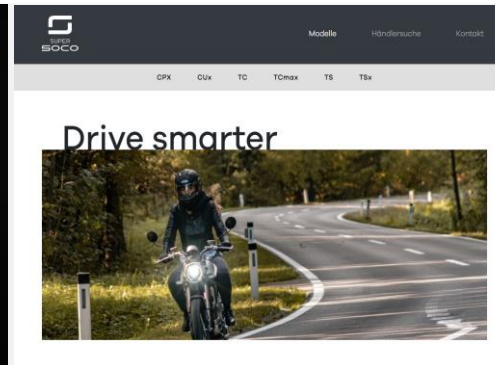 SUPER
SOCO
Modelle Händlersuche Kontakt
CPX CUx TC TCmax TS TSx
Drive smarter